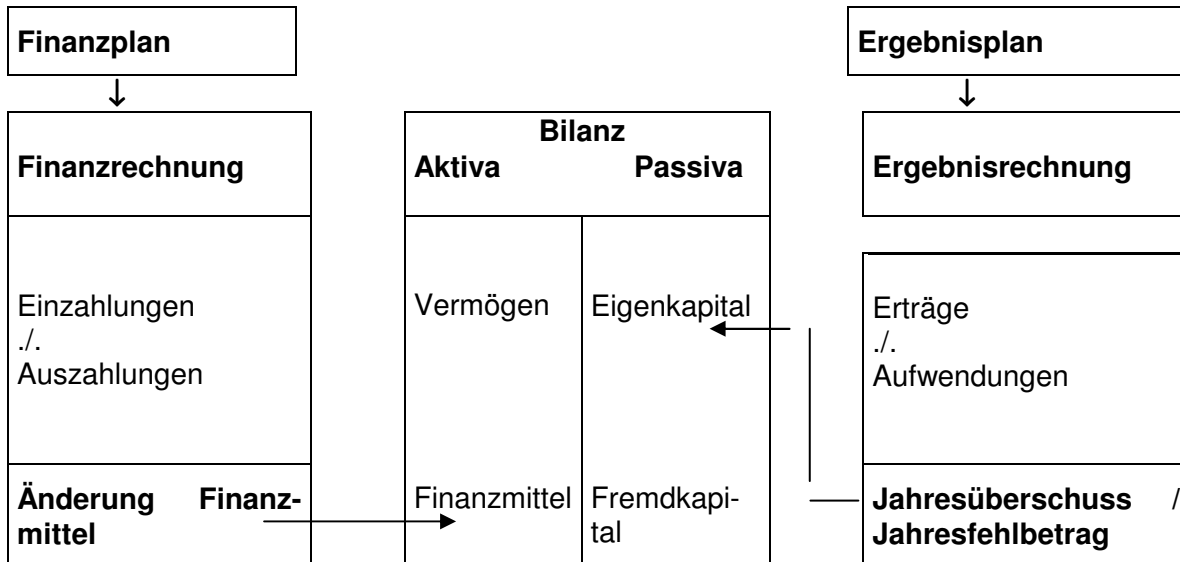 Finanzplan
Ergebnisplan
Finanzrechnung
Bilanz
Aktiva Passiva
Ergebnisrechnung
Einzahlungen
./.
Auszahlungen
Vermögen
Eigenkapital
Erträge
./.
Aufwendungen
Änderung Finanz-
mittel
Finanzmittel
Fremdkapi-
tal
Jahresüberschuss /
Jahresfehlbetrag